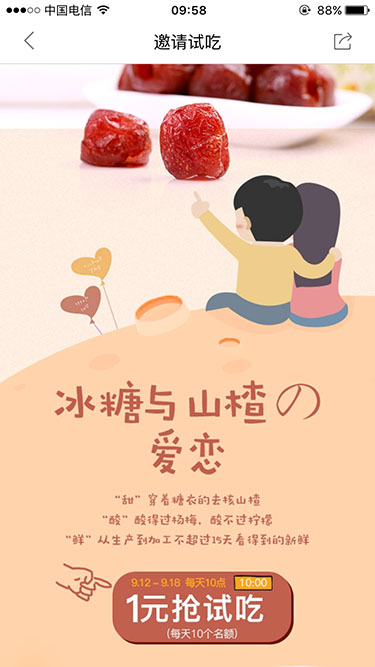 中国电信 09:58 88%
邀请试吃
冰糖与山楂の
爱恋
“甜”穿着糖衣的去核山楂
“酸”酸得过杨梅，酸不过柠檬
“鲜”从生产到加工不超过15天看得到的新鲜
9.12 – 9.18 每天10点 10:00
1元抢试吃
(每天10个名额)